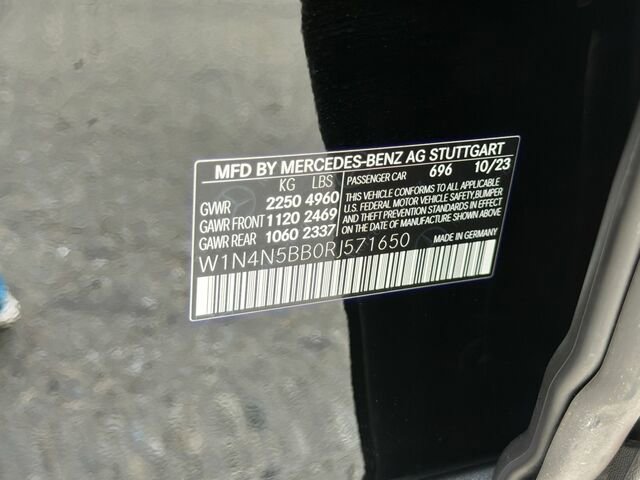 MFD BY MERCEDES-BENZ AG STUTTGART
KG LBS
GVWR 2250 4960
GAWR FRONT 1120 2469
GAWR REAR 1060 2337
PASSENGER CAR 696 10/23
THIS VEHICLE CONFORMS TO ALL APPLICABLE
U.S. FEDERAL MOTOR VEHICLE SAFETY,BUMPER
AND THEFT PREVENTION STANDARDS IN EFFECT
ON THE DATE OF MANUFACTURE SHOWN ABOVE.
W1N4N5BB0RJ571650
MADE IN GERMANY